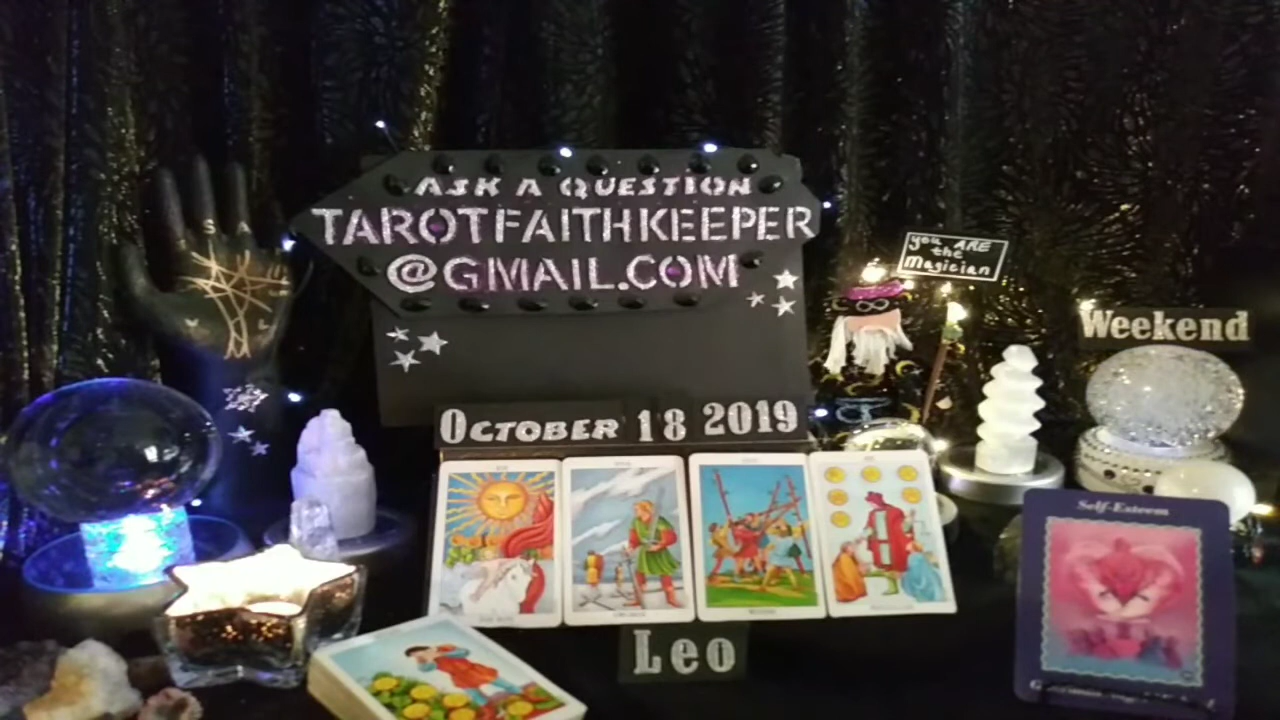 ASK A QUESTION
TAROTFAITHKEEPER
@GMAIL.COM
you ARE
the
Magician
Weekend
OCTOBER 18 2019
Leo
Self-Esteem